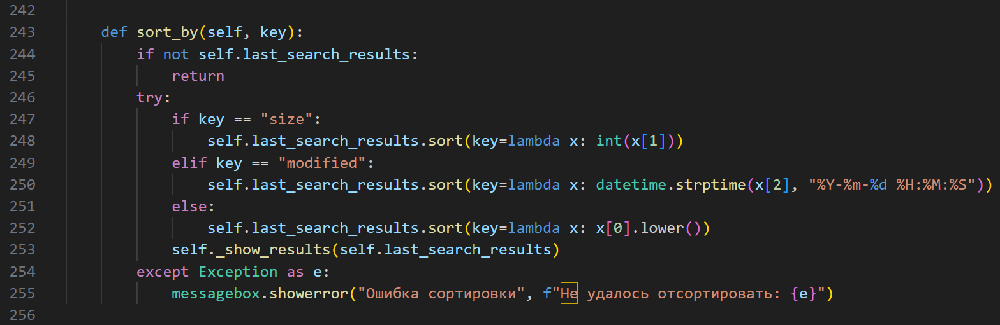 242
243 def sort_by(self, key):
244 if not self.last_search_results:
245 return
246 try:
247 if key == "size":
248 self.last_search_results.sort(key=lambda x: int(x[1]))
249 elif key == "modified":
250 self.last_search_results.sort(key=lambda x: datetime.strptime(x[2], "%Y-%m-%d %H:%M:%S"))
251 else:
252 self.last_search_results.sort(key=lambda x: x[0].lower())
253 self._show_results(self.last_search_results)
254 except Exception as e:
255 messagebox.showerror("Ошибка сортировки", f"Не удалось отсортировать: {e}")
256